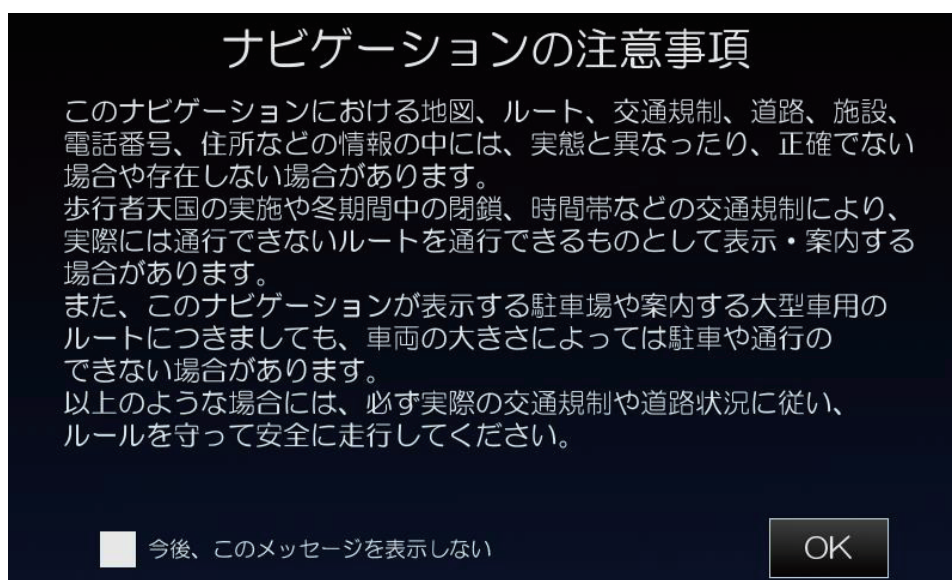 ナビゲーションの注意事項
このナビゲーションにおける地図、ルート、交通規制、道路、施設、
電話番号、住所などの情報の中には、実態と異なったり、正確でない
場合や存在しない場合があります。
歩行者天国の実施や冬期間中の閉鎖、時間帯などの交通規制により、
実際には通行できないルートを通行できるものとして表示・案内する
場合があります。
また、このナビゲーションが表示する駐車場や案内する大型車用の
ルートにつきましても、車両の大きさによっては駐車や通行の
できない場合があります。
以上のような場合には、必ず実際の交通規制や道路状況に従い、
ルールを守って安全に走行してください。
今後、このメッセージを表示しない
OK